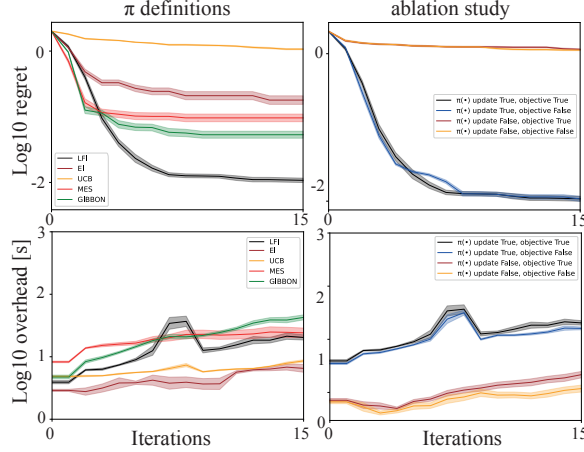 π definitions
ablation study
Log10 regret
0
-2
LFI
EI
UCB
MES
GIBBON
0
15
0
-2
π(•) update True, objective True
π(•) update True, objective False
π(•) update False, objective True
π(•) update False, objective False
0
15
Log10 overhead [s]
3
2
1
0
LFI
EI
UCB
MES
GIBBON
0
15
Iterations
3
2
1
0
π(•) update True, objective True
π(•) update True, objective False
π(•) update False, objective True
π(•) update False, objective False
0
15
Iterations